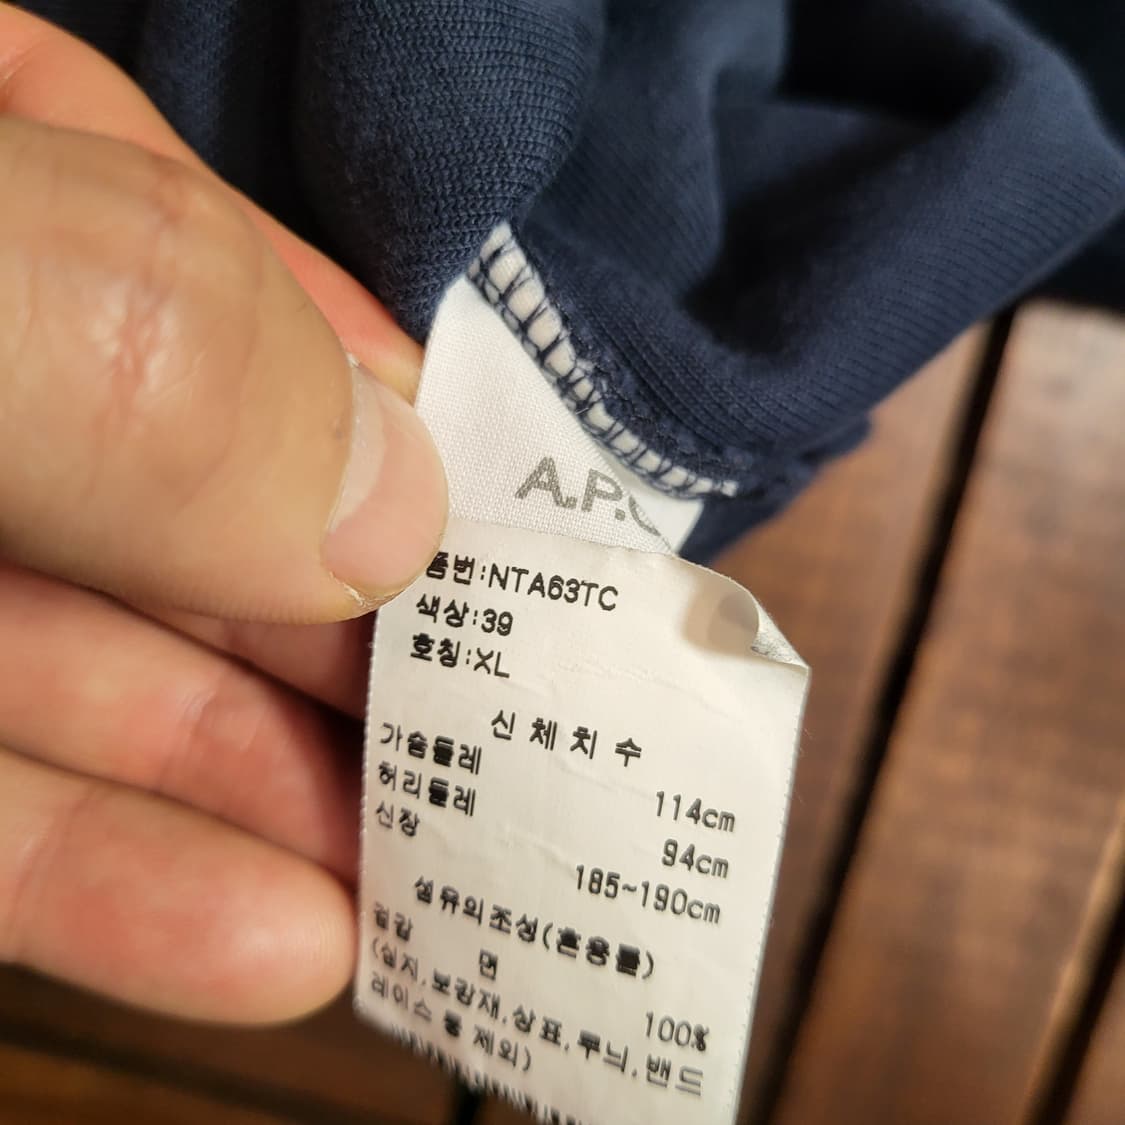 A.P.
품번:NTA63TC
색상:39
호칭:XL
신체치수
가슴둘레 114cm
허리둘레 94cm
신장 185~190cm
섬유의조성(혼용률)
겉감 면 100%
(심지,보강재,상표,무늬,밴드
레이스 등 제외)